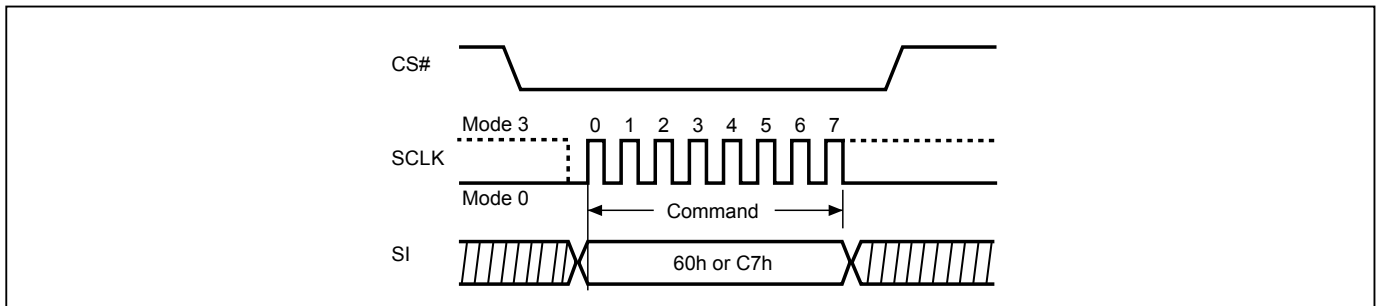 CS#
Mode 3
0 1 2 3 4 5 6 7
SCLK
Mode 0
Command
SI
60h or C7h